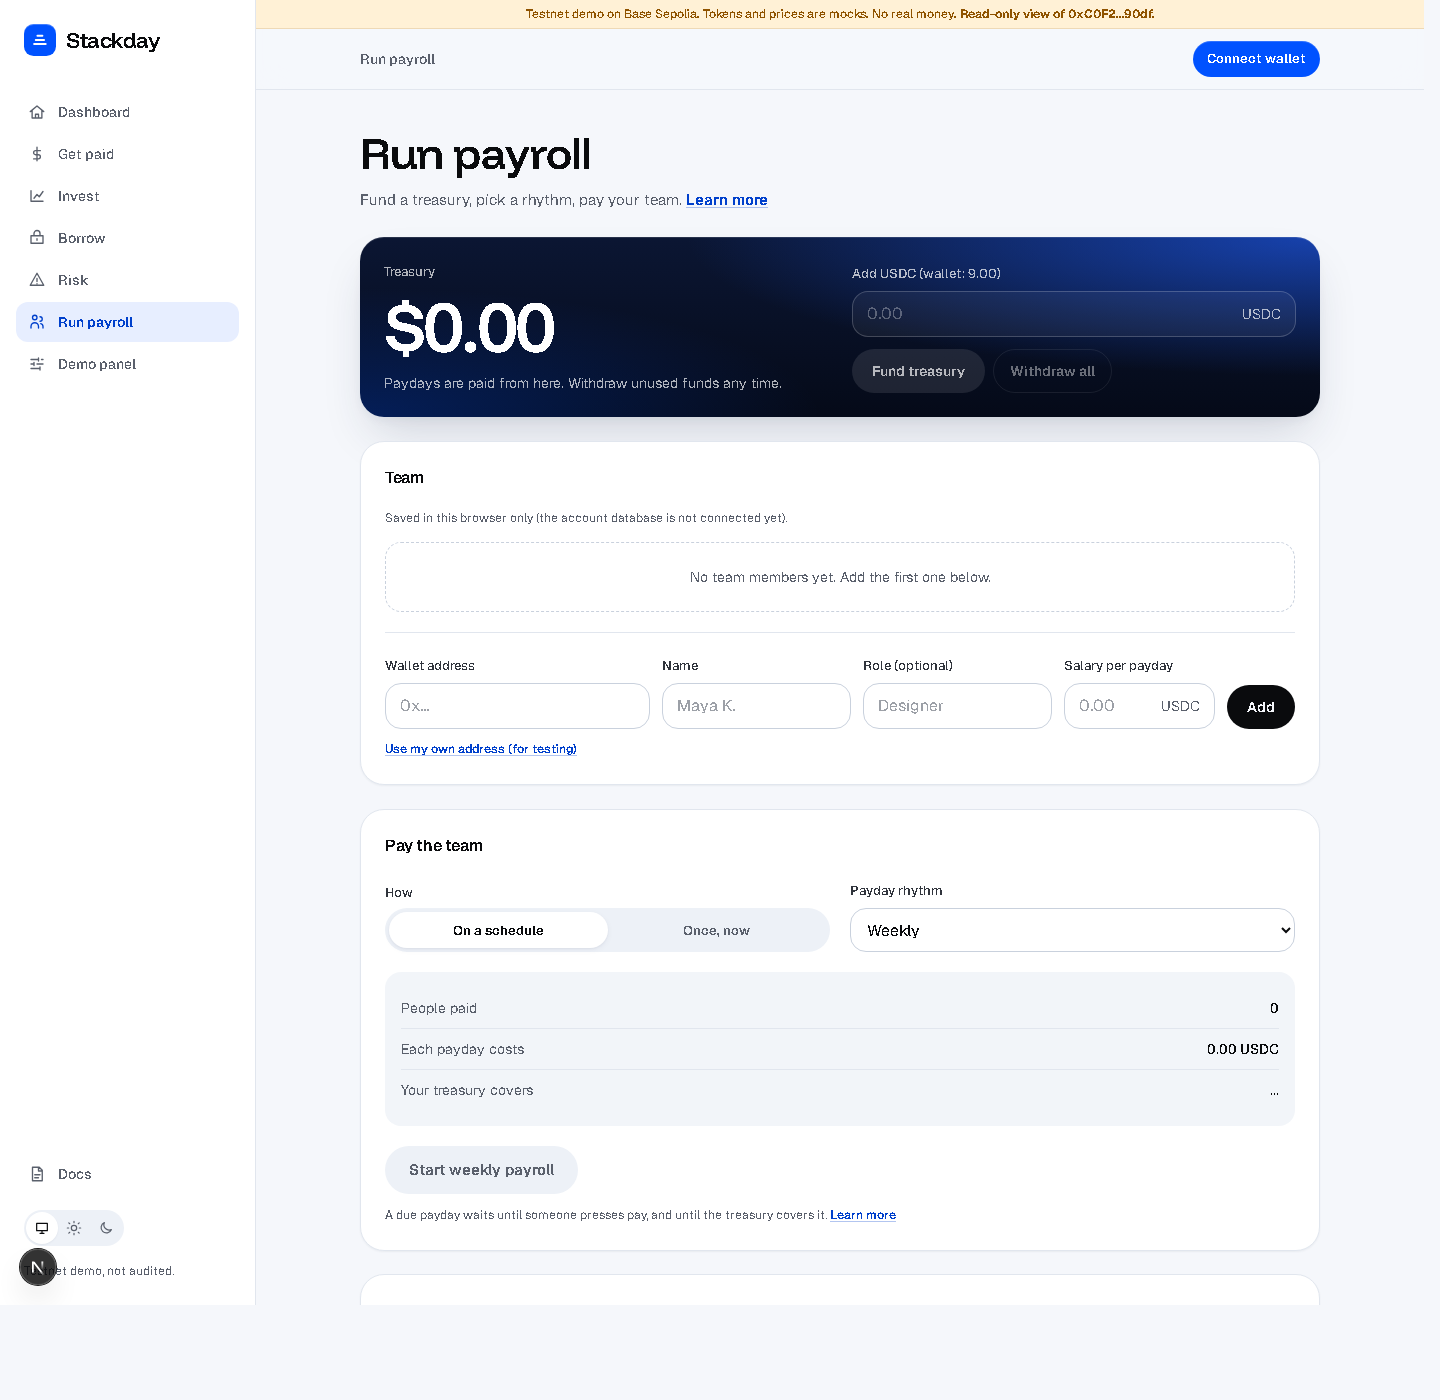 Testnet demo on Base Sepolia. Tokens and prices are mocks. No real money. Read-only view of 0xC0F2…90df.
Stackday
Run payroll
Connect wallet
Dashboard
Get paid
Invest
Borrow
Risk
Run payroll
Demo panel
Run payroll
Fund a treasury, pick a rhythm, pay your team. Learn more
Treasury
$0.00
Paydays are paid from here. Withdraw unused funds any time.
Add USDC (wallet: 9.00)
0.00 USDC
Fund treasury Withdraw all
Team
Saved in this browser only (the account database is not connected yet).
No team members yet. Add the first one below.
Wallet address Name Role (optional) Salary per payday
0x... Maya K. Designer 0.00 USDC Add
Use my own address (for testing)
Pay the team
How Payday rhythm
On a schedule Once, now Weekly
People paid 0
Each payday costs 0.00 USDC
Your treasury covers ...
Start weekly payroll
A due payday waits until someone presses pay, and until the treasury covers it. Learn more
Docs
N
net demo, not audited.